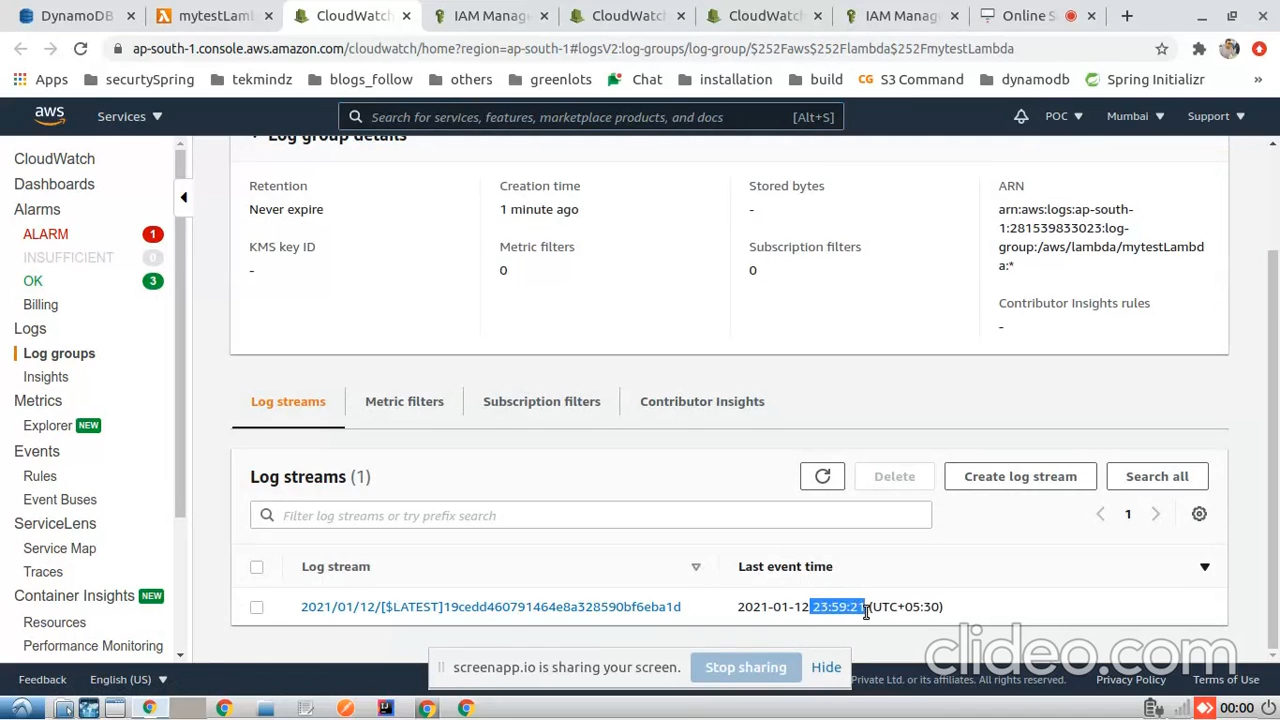 DynamoDB
mytestLamb
CloudWatch
IAM Manage
CloudWatch
CloudWatch
IAM Manage
Online S
ap-south-1.console.aws.amazon.com/cloudwatch/home?region=ap-south-1#logsV2:log-groups/log-group/$252Faws$252Flambda$252FmytestLambda
Apps
securtySpring
tekmindz
blogs_follow
others
greenlots
Chat
installation
build
CG S3 Command
dynamodb
Spring Initializr
»
aws
Services
Search for services, features, marketplace products, and docs
[Alt+S]
POC
Mumbai
Support
CloudWatch
Dashboards
Alarms
ALARM 1
INSUFFICIENT 0
OK 3
Billing
Logs
Log groups
Insights
Metrics
Explorer NEW
Events
Rules
Event Buses
ServiceLens
Service Map
Traces
Container Insights NEW
Resources
Performance Monitoring
Log group details
Retention
Never expire
KMS key ID
-
Creation time
1 minute ago
Metric filters
0
Stored bytes
-
Subscription filters
0
ARN
arn:aws:logs:ap-south-
1:281539833023:log-
group:/aws/lambda/mytestLambd
a:*
Contributor Insights rules
-
Log streams
Metric filters
Subscription filters
Contributor Insights
Log streams (1)
Delete
Create log stream
Search all
Filter log streams or try prefix search
1
Log stream
Last event time
2021/01/12/[$LATEST]19cedd460791464e8a328590bf6eba1d
2021-01-12 23:59:21 (UTC+05:30)
clideo.com
screenapp.io is sharing your screen.
Stop sharing
Hide
Feedback
English (US)
Private Ltd. or its affiliates. All rights reserved.
Privacy Policy
Terms of Use
00:00